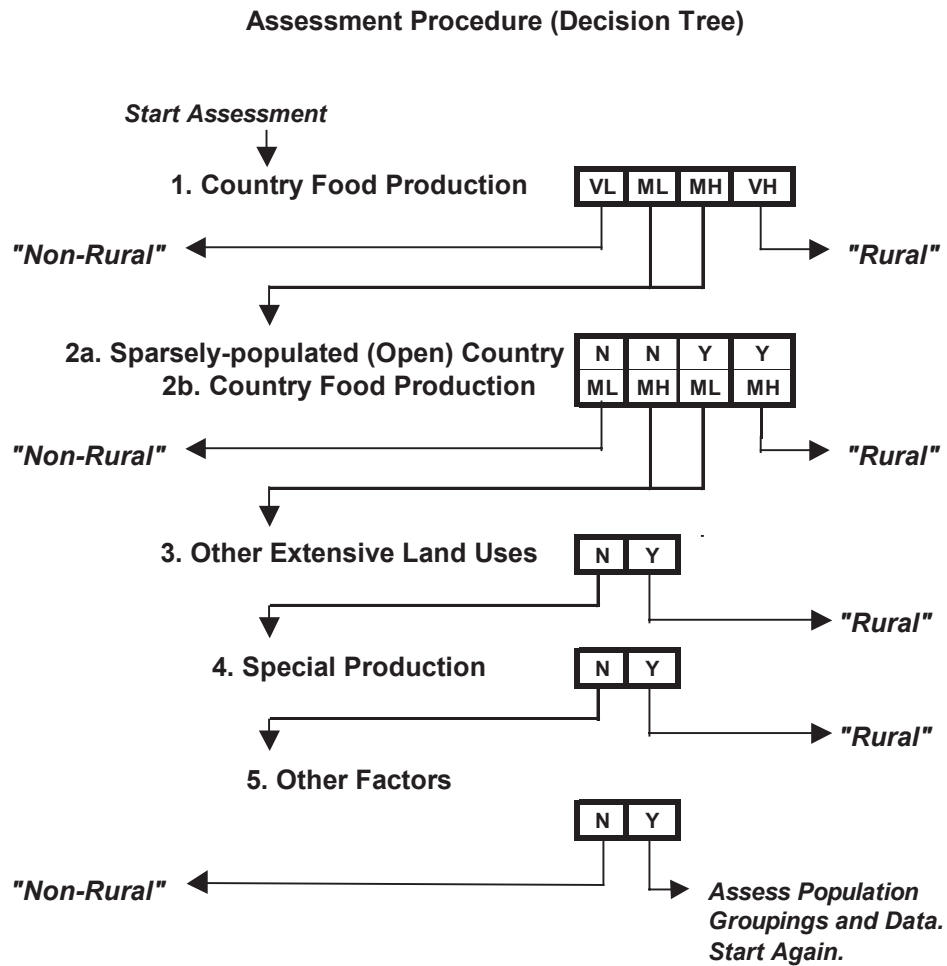 Assessment Procedure (Decision Tree)
Start Assessment
1. Country Food Production VL ML MH VH
"Non-Rural" "Rural"
2a. Sparsely-populated (Open) Country N N Y Y
2b. Country Food Production ML MH ML MH
"Non-Rural" "Rural"
3. Other Extensive Land Uses N Y
"Rural"
4. Special Production N Y
"Rural"
5. Other Factors
N Y
"Non-Rural" Assess Population
Groupings and Data.
Start Again.